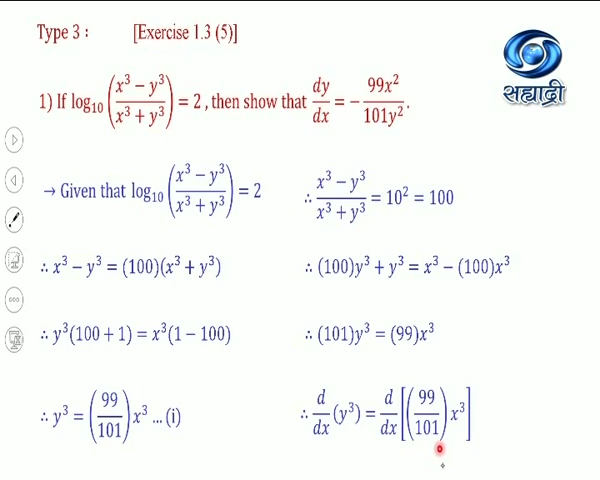 Type 3 : [Exercise 1.3 (5)]
सह्याद्री
1) If log₁₀((x³ − y³)/(x³ + y³)) = 2 , then show that dy/dx = − 99x²/101y².
→ Given that log₁₀((x³ − y³)/(x³ + y³)) = 2 ∴ (x³ − y³)/(x³ + y³) = 10² = 100
∴ x³ − y³ = (100)(x³ + y³) ∴ (100)y³ + y³ = x³ − (100)x³
∴ y³(100 + 1) = x³(1 − 100) ∴ (101)y³ = (99)x³
∴ y³ = (99/101) x³ ... (i) ∴ d/dx (y³) = d/dx [(99/101) x³]